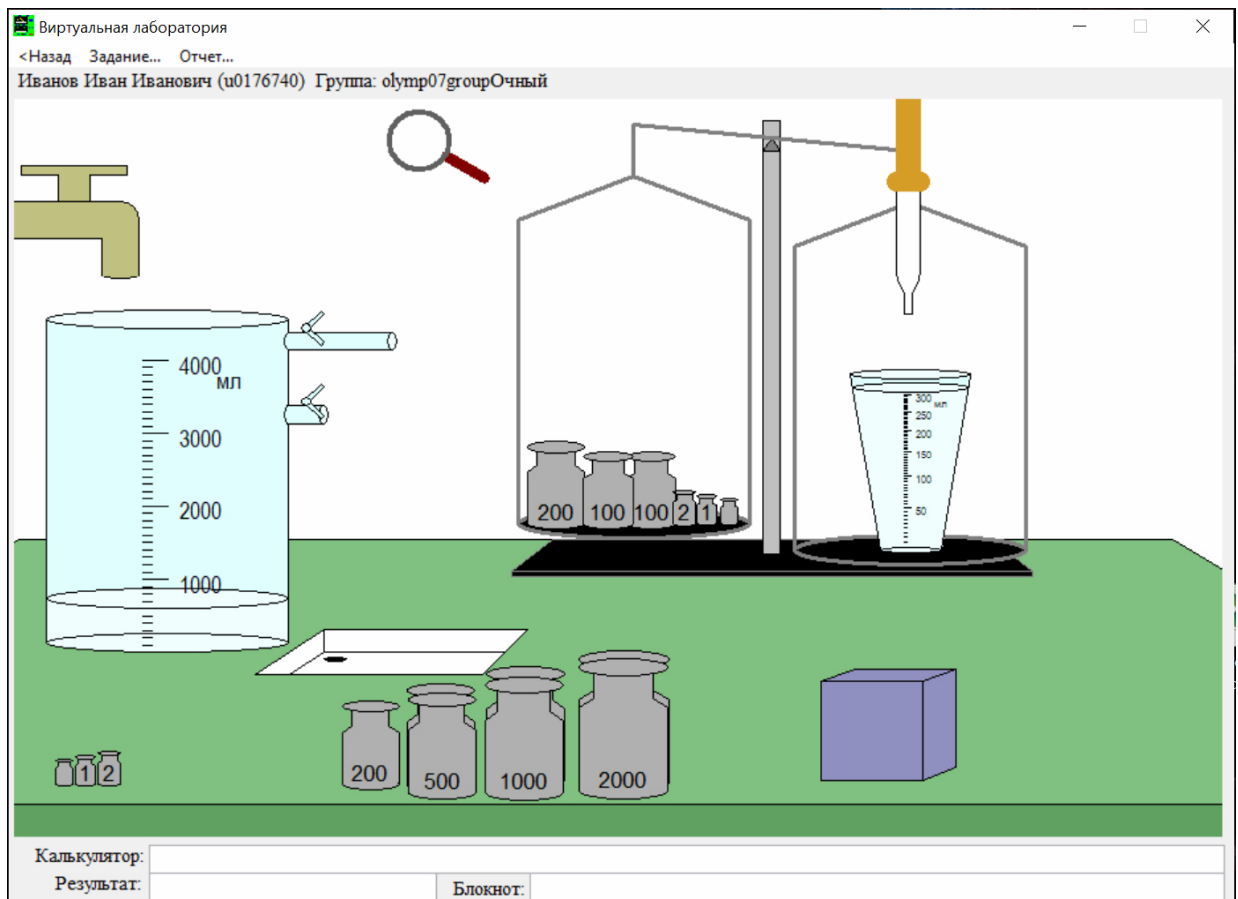 Виртуальная лаборатория
<Назад Задание... Отчет...
Иванов Иван Иванович (u0176740) Группа: olymp07groupОчный
4000
мл
3000
2000
1000
300 мл
250
200
150
100
50
200 100 100 2 1
1 2
200 500 1000 2000
Калькулятор:
Результат: Блокнот: